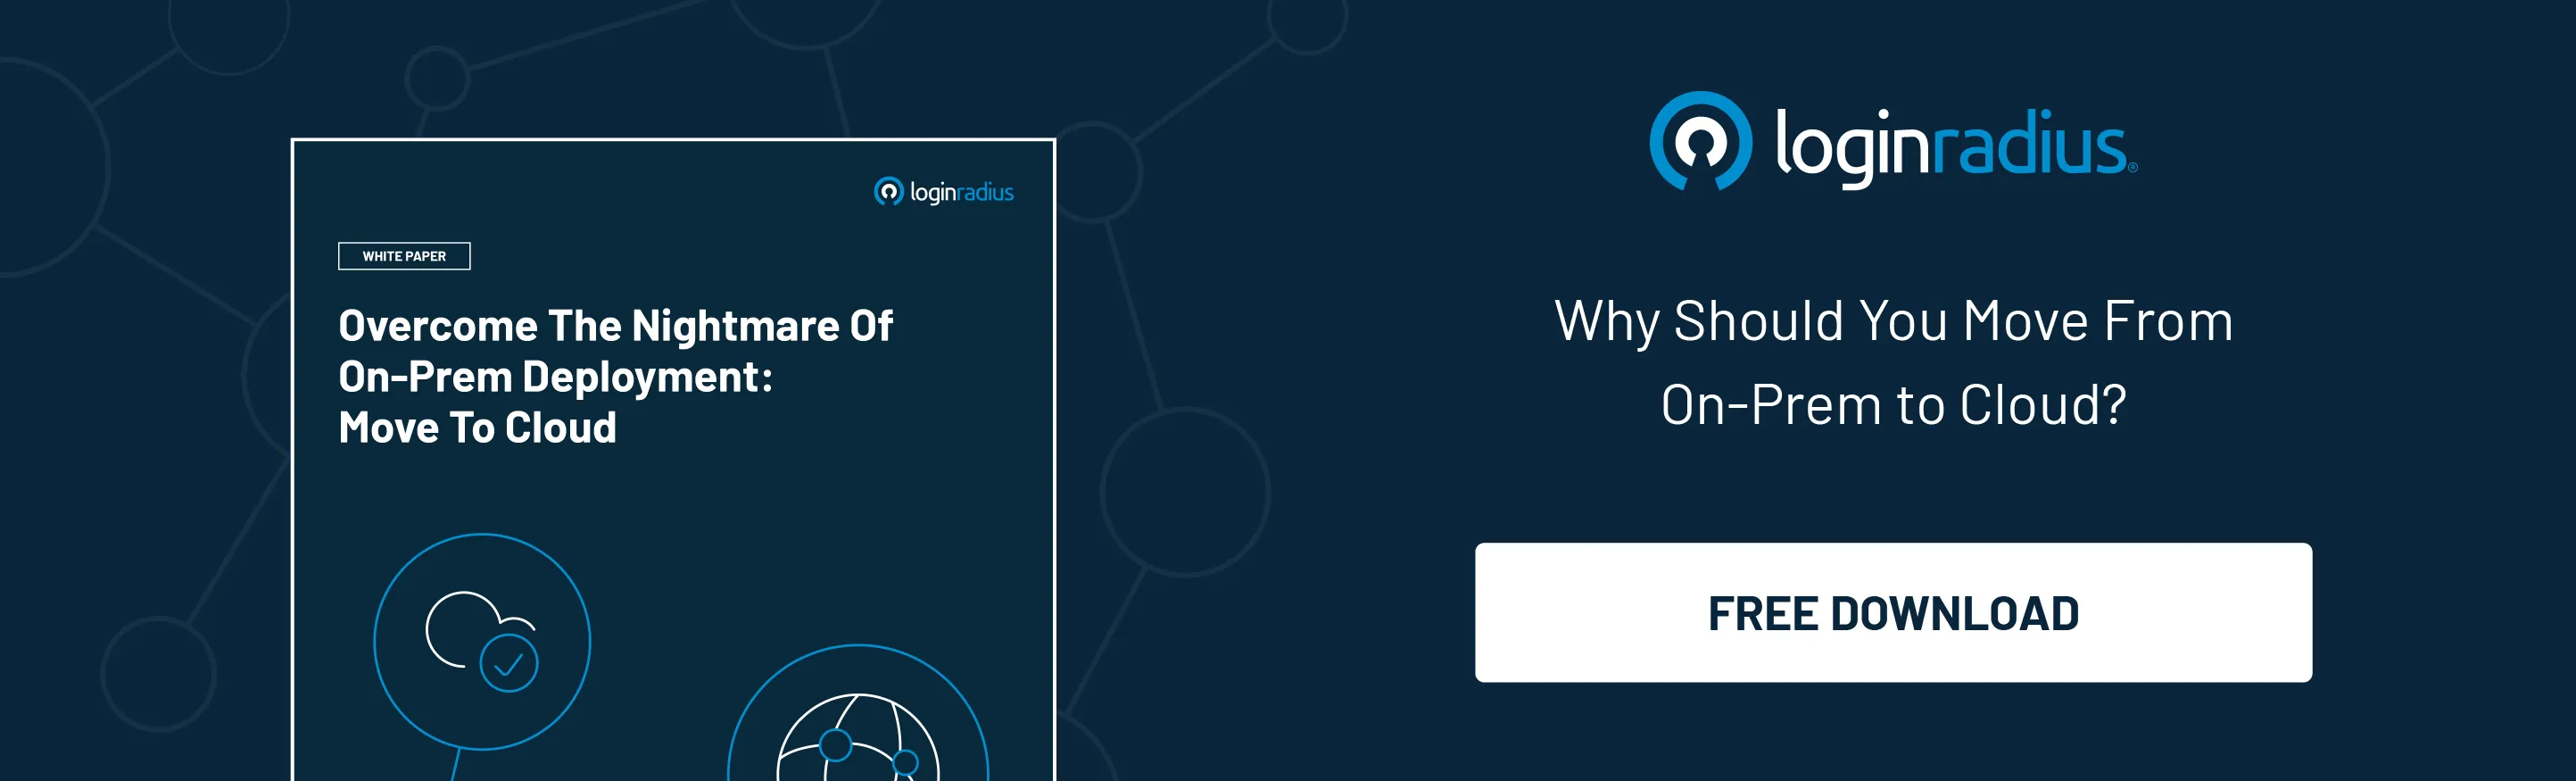 loginradius
WHITE PAPER
Overcome The Nightmare Of
On-Prem Deployment:
Move To Cloud
loginradius®
Why Should You Move From
On-Prem to Cloud?
FREE DOWNLOAD